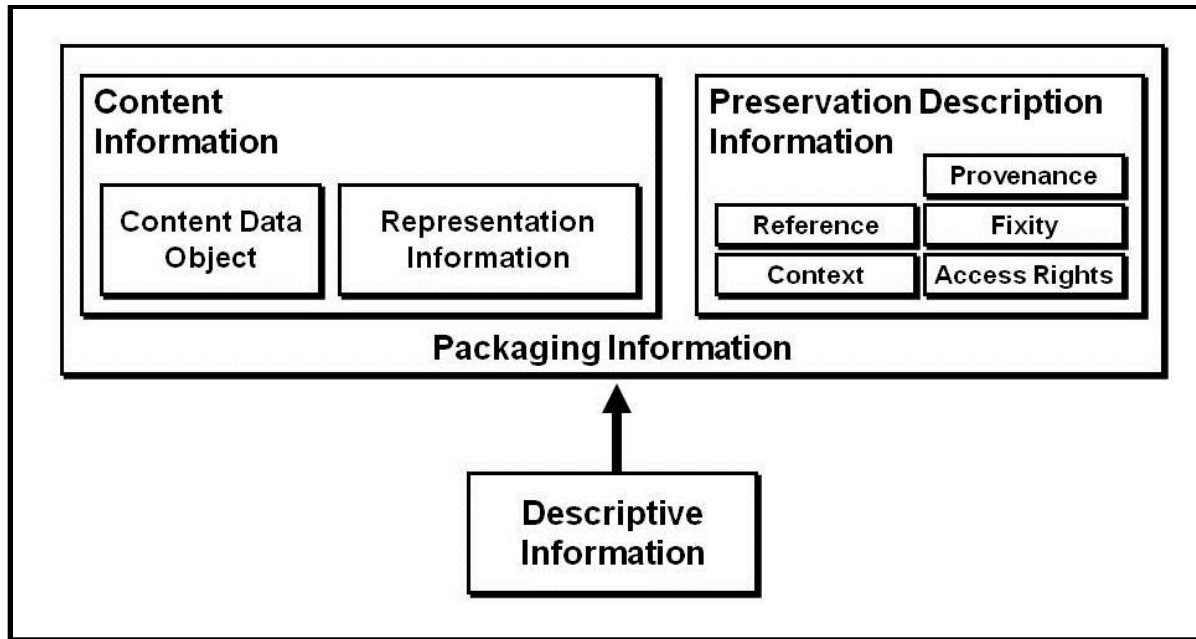 Content
Information
Content Data
Object
Representation
Information
Preservation Description
Information
Provenance
Reference
Fixity
Context
Access Rights
Packaging Information
Descriptive
Information